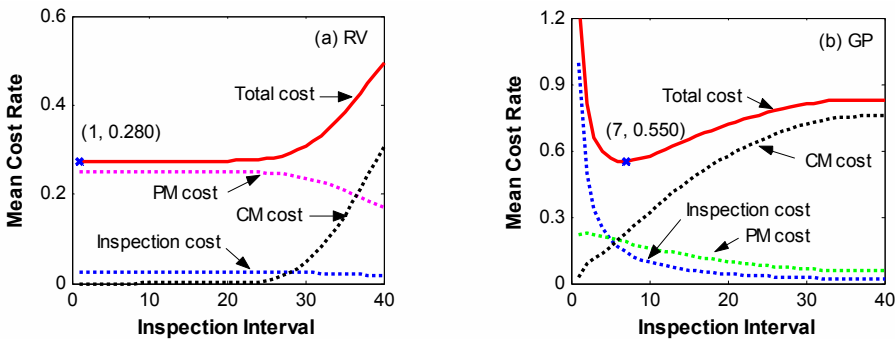 0.6
(a) RV
Total cost
0.4
(1, 0.280)
PM cost
0.2
CM cost
Inspection cost
0
0 10 20 30 40
Mean Cost Rate
Inspection Interval
1.2
(b) GP
0.9
Total cost
(7, 0.550)
0.6
CM cost
Inspection cost
0.3
PM cost
0
0 10 20 30 40
Mean Cost Rate
Inspection Interval